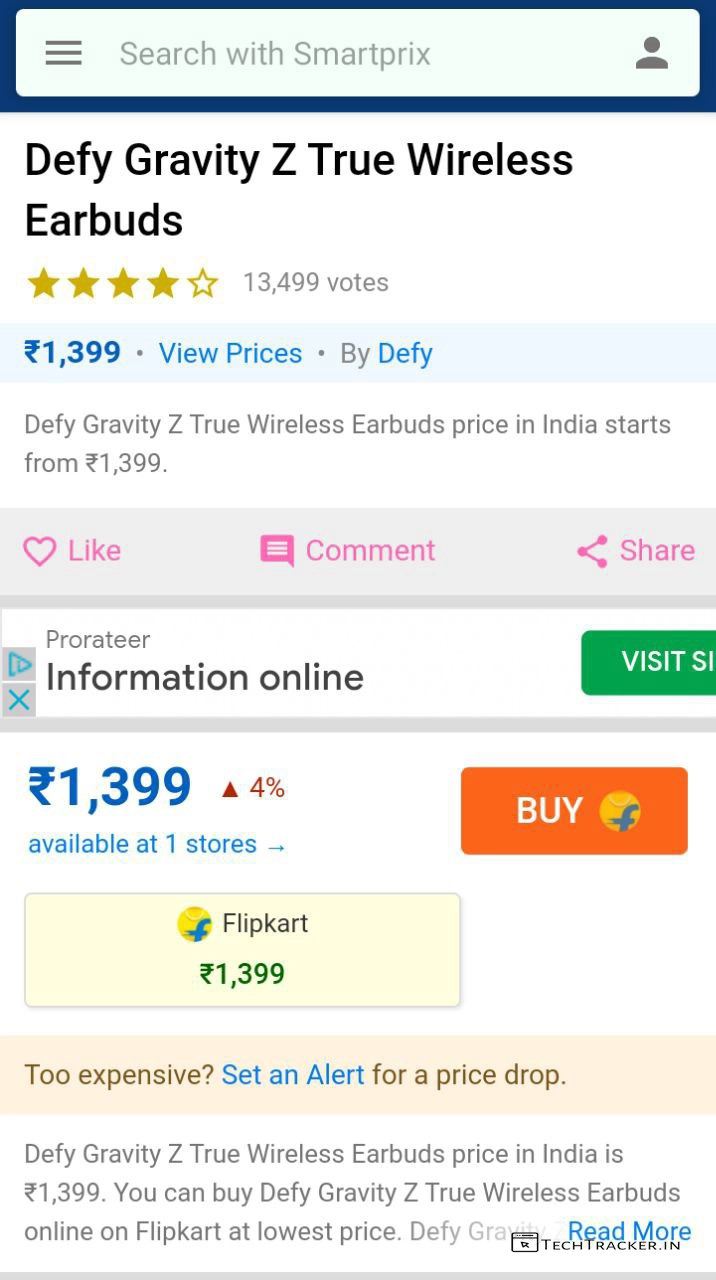 Search with Smartprix
Defy Gravity Z True Wireless
Earbuds
13,499 votes
₹1,399 • View Prices • By Defy
Defy Gravity Z True Wireless Earbuds price in India starts
from ₹1,399.
Like Comment Share
Prorateer
Information online
VISIT SI
₹1,399 ▲ 4%
BUY
available at 1 stores →
Flipkart
₹1,399
Too expensive? Set an Alert for a price drop.
Defy Gravity Z True Wireless Earbuds price in India is
₹1,399. You can buy Defy Gravity Z True Wireless Earbuds
online on Flipkart at lowest price. Defy Gravity Z Read More
TECHTRACKER.IN